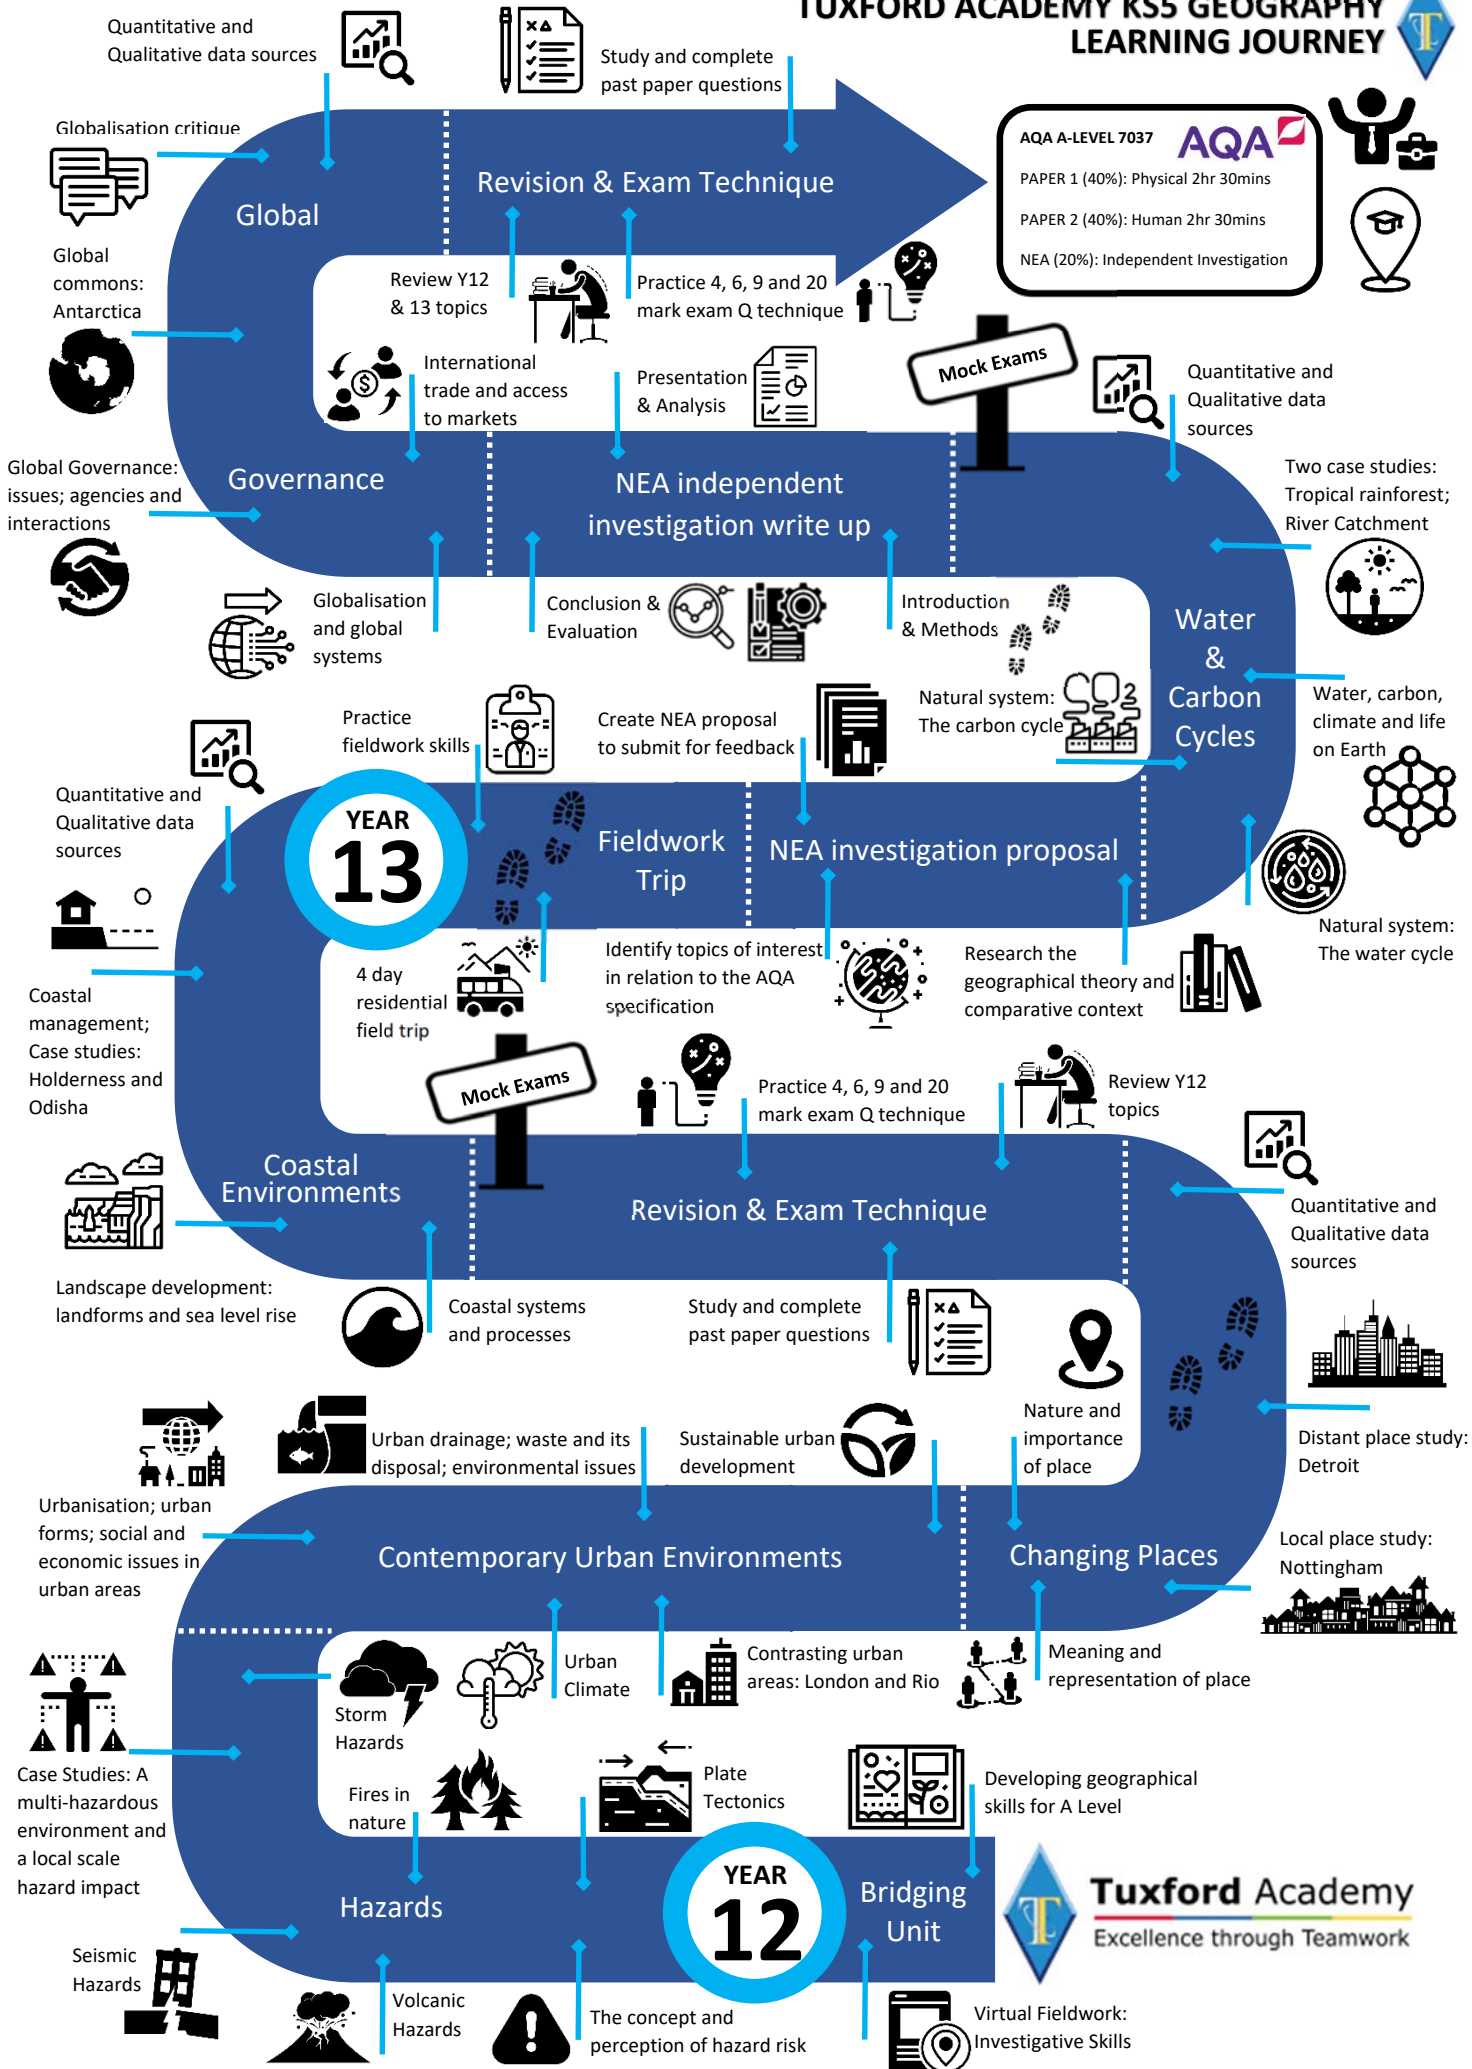 TUXFORD ACADEMY KS5 GEOGRAPHY
LEARNING JOURNEY
Quantitative and
Qualitative data sources
Study and complete
past paper questions
Globalisation critique
AQA A-LEVEL 7037
AQA
PAPER 1 (40%): Physical 2hr 30mins
PAPER 2 (40%): Human 2hr 30mins
NEA (20%): Independent Investigation
Revision & Exam Technique
Global
Global
commons:
Antarctica
Review Y12
& 13 topics
Practice 4, 6, 9 and 20
mark exam Q technique
International
trade and access
to markets
Presentation
& Analysis
Mock Exams
Quantitative and
Qualitative data
sources
Global Governance:
issues; agencies and
interactions
Governance
NEA independent
investigation write up
Two case studies:
Tropical rainforest;
River Catchment
Globalisation
and global
systems
Conclusion &
Evaluation
Introduction
& Methods
Water
&
Carbon
Cycles
Practice
fieldwork skills
Create NEA proposal
to submit for feedback
Natural system:
The carbon cycle
CO2
Water, carbon,
climate and life
on Earth
Quantitative and
Qualitative data
sources
YEAR
13
Fieldwork
Trip
NEA investigation proposal
Natural system:
The water cycle
4 day
residential
field trip
Identify topics of interest
in relation to the AQA
specification
Research the
geographical theory and
comparative context
Coastal
management;
Case studies:
Holderness and
Odisha
Mock Exams
Practice 4, 6, 9 and 20
mark exam Q technique
Review Y12
topics
Coastal
Environments
Revision & Exam Technique
Quantitative and
Qualitative data
sources
Landscape development:
landforms and sea level rise
Coastal systems
and processes
Study and complete
past paper questions
Nature and
importance
of place
Distant place study:
Detroit
Urban drainage; waste and its
disposal; environmental issues
Sustainable urban
development
Urbanisation; urban
forms; social and
economic issues in
urban areas
Contemporary Urban Environments
Changing Places
Local place study:
Nottingham
Storm
Hazards
Urban
Climate
Contrasting urban
areas: London and Rio
Meaning and
representation of place
Case Studies: A
multi-hazardous
environment and
a local scale
hazard impact
Fires in
nature
Plate
Tectonics
Developing geographical
skills for A Level
Hazards
YEAR
12
Bridging
Unit
Tuxford Academy
Excellence through Teamwork
Seismic
Hazards
Volcanic
Hazards
The concept and
perception of hazard risk
Virtual Fieldwork:
Investigative Skills